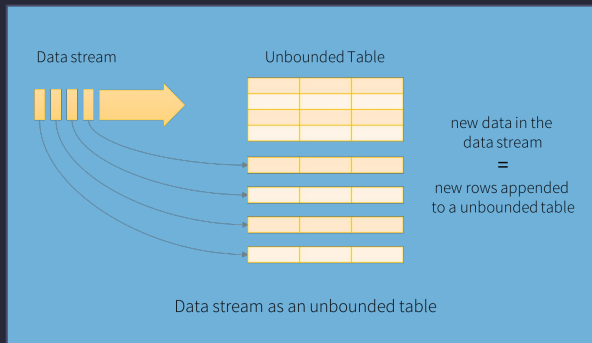 Data stream
Unbounded Table
new data in the
data stream
=
new rows appended
to a unbounded table
Data stream as an unbounded table